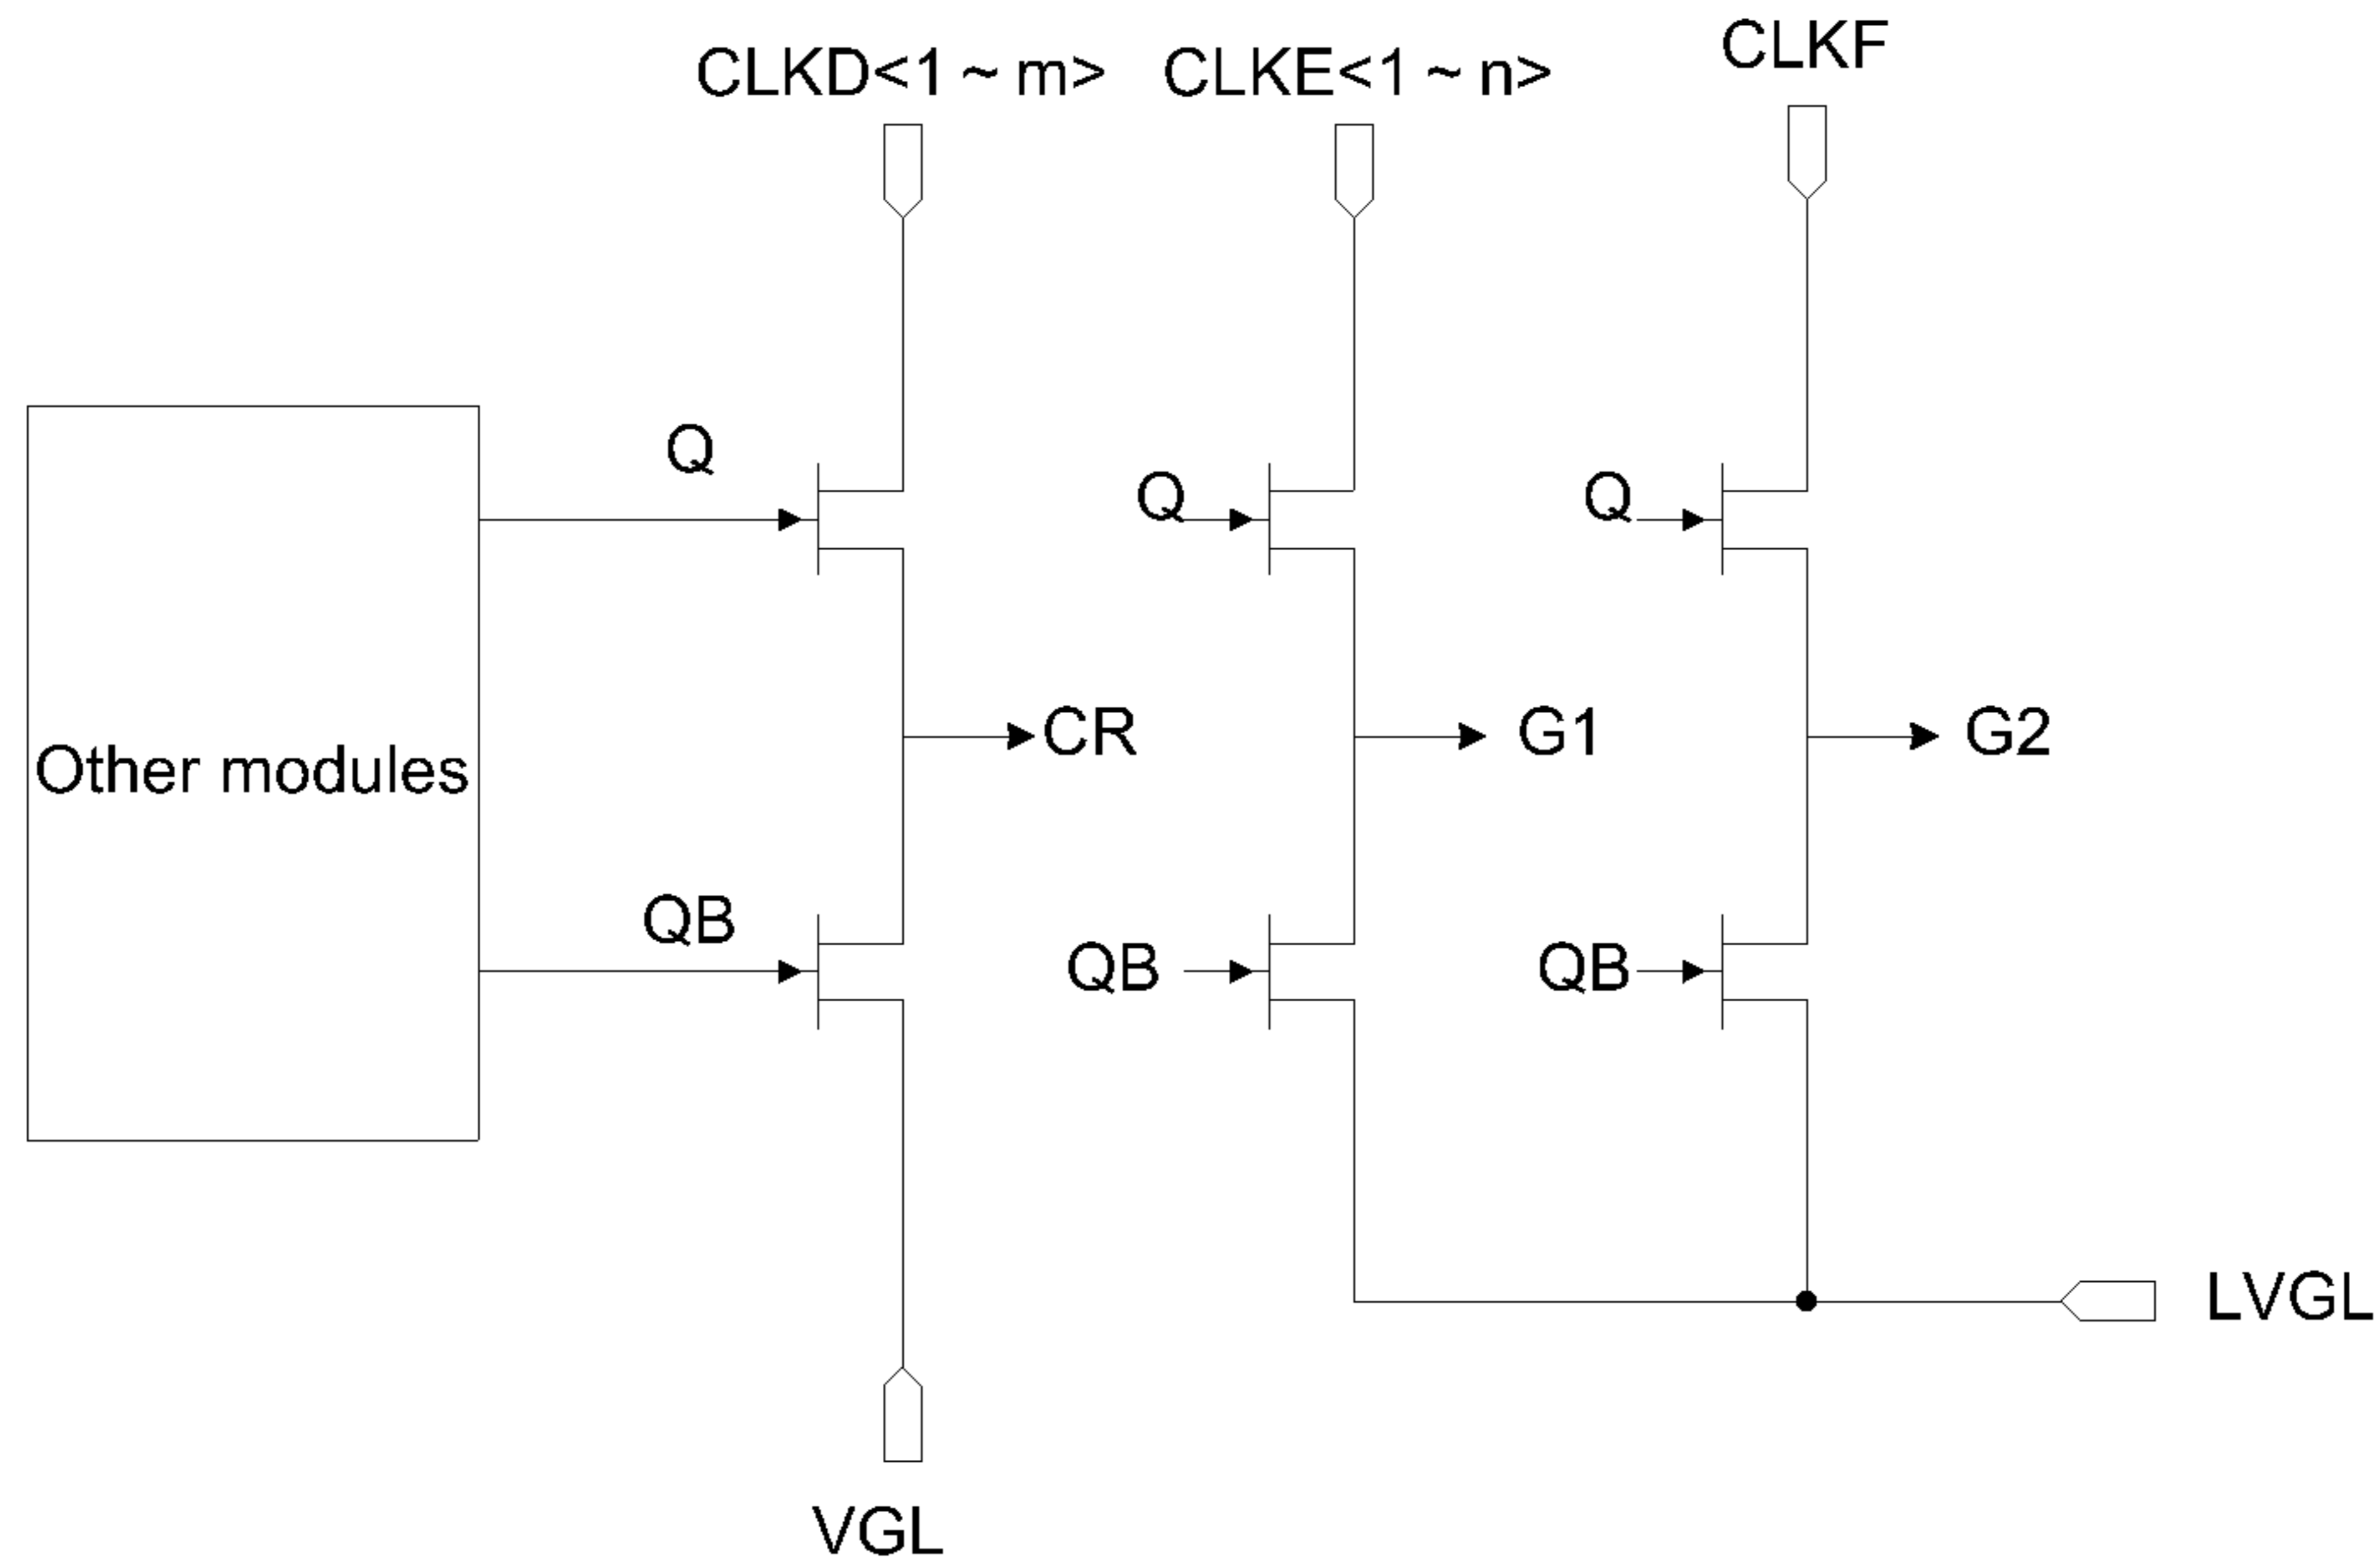 CLKD<1~m>
CLKE<1~n>
CLKF
Q
Q
Q
CR
G1
G2
Other modules
QB
QB
QB
LVGL
VGL